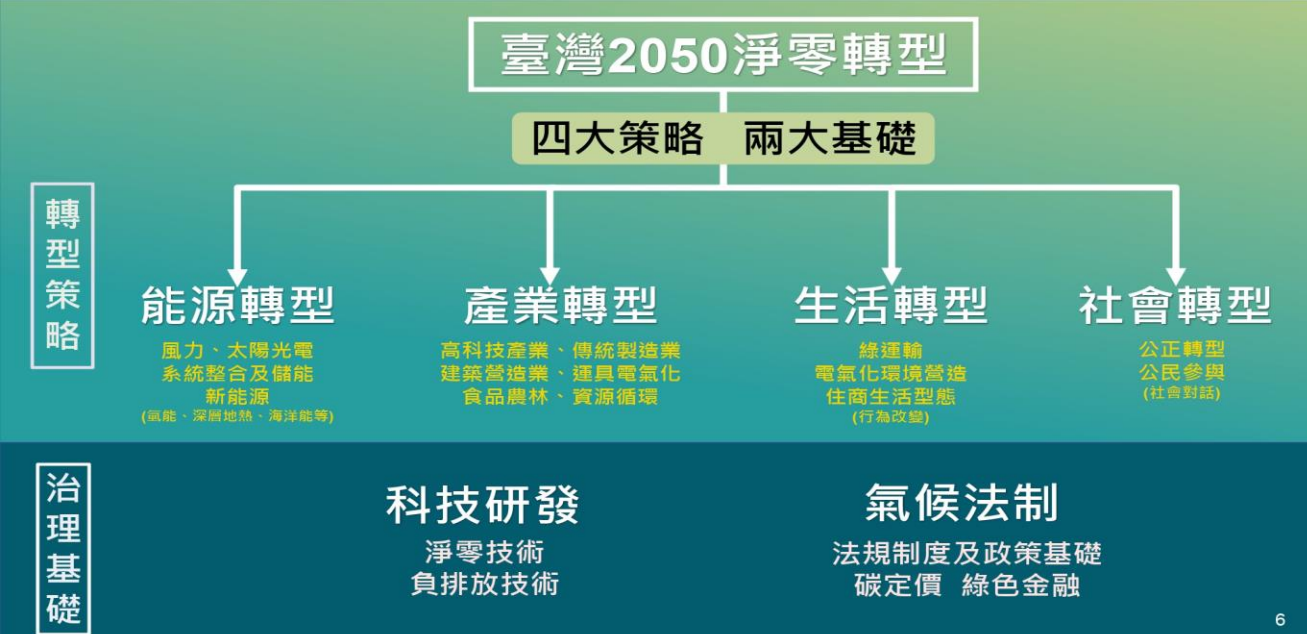 臺灣2050淨零轉型
四大策略 兩大基礎
轉型策略
能源轉型
風力、太陽光電
系統整合及儲能
新能源
(氫能、深層地熱、海洋能等)
產業轉型
高科技產業、傳統製造業
建築營造業、運具電氣化
食品農林、資源循環
生活轉型
綠運輸
電氣化環境營造
住商生活型態
(行為改變)
社會轉型
公正轉型
公民參與
(社會對話)
治理基礎
科技研發
淨零技術
負排放技術
氣候法制
法規制度及政策基礎
碳定價 綠色金融
6